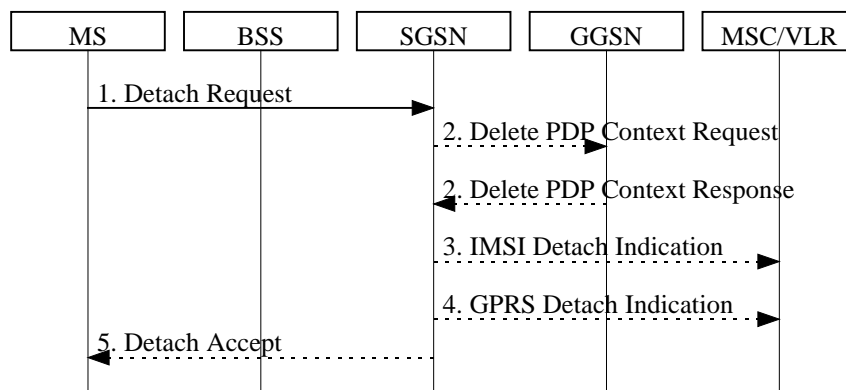 MS BSS SGSN GGSN MSC/VLR
1. Detach Request
2. Delete PDP Context Request
2. Delete PDP Context Response
3. IMSI Detach Indication
4. GPRS Detach Indication
5. Detach Accept